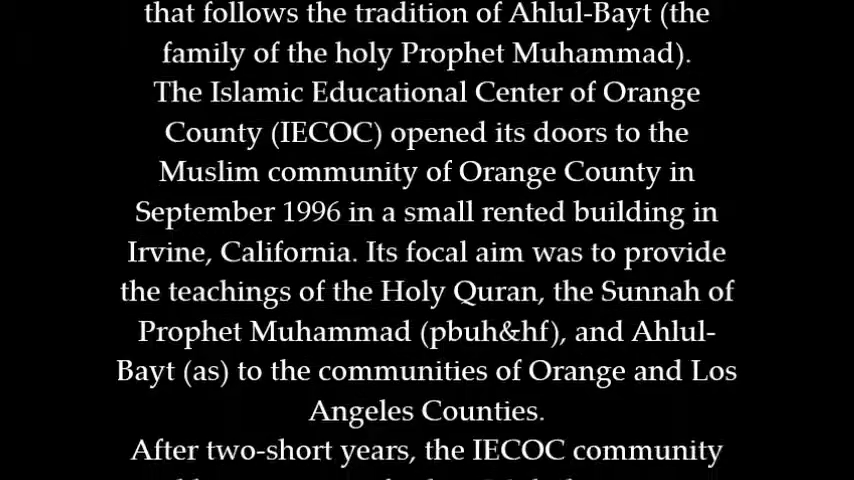 that follows the tradition of Ahlul-Bayt (the
family of the holy Prophet Muhammad).
The Islamic Educational Center of Orange
County (IECOC) opened its doors to the
Muslim community of Orange County in
September 1996 in a small rented building in
Irvine, California. Its focal aim was to provide
the teachings of the Holy Quran, the Sunnah of
Prophet Muhammad (pbuh&hf), and Ahlul-
Bayt (as) to the communities of Orange and Los
Angeles Counties.
After two-short years, the IECOC community